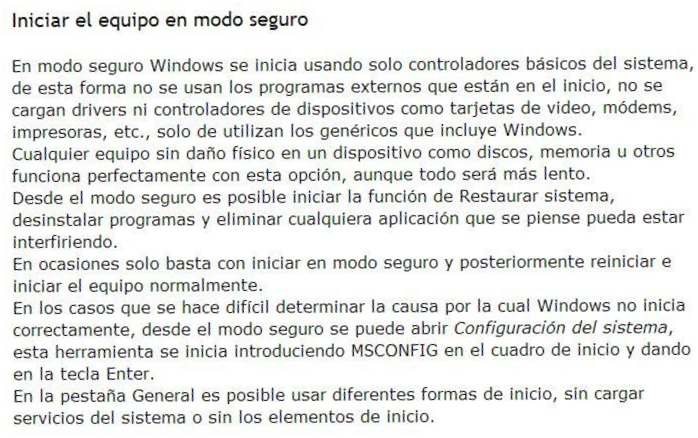 Iniciar el equipo en modo seguro
En modo seguro Windows se inicia usando solo controladores básicos del sistema,
de esta forma no se usan los programas externos que están en el inicio, no se
cargan drivers ni controladores de dispositivos como tarjetas de video, módems,
impresoras, etc., solo de utilizan los genéricos que incluye Windows.
Cualquier equipo sin daño físico en un dispositivo como discos, memoria u otros
funciona perfectamente con esta opción, aunque todo será más lento.
Desde el modo seguro es posible iniciar la función de Restaurar sistema,
desinstalar programas y eliminar cualquiera aplicación que se piense pueda estar
interfiriendo.
En ocasiones solo basta con iniciar en modo seguro y posteriormente reiniciar e
iniciar el equipo normalmente.
En los casos que se hace difícil determinar la causa por la cual Windows no inicia
correctamente, desde el modo seguro se puede abrir Configuración del sistema,
esta herramienta se inicia introduciendo MSCONFIG en el cuadro de inicio y dando
en la tecla Enter.
En la pestaña General es posible usar diferentes formas de inicio, sin cargar
servicios del sistema o sin los elementos de inicio.